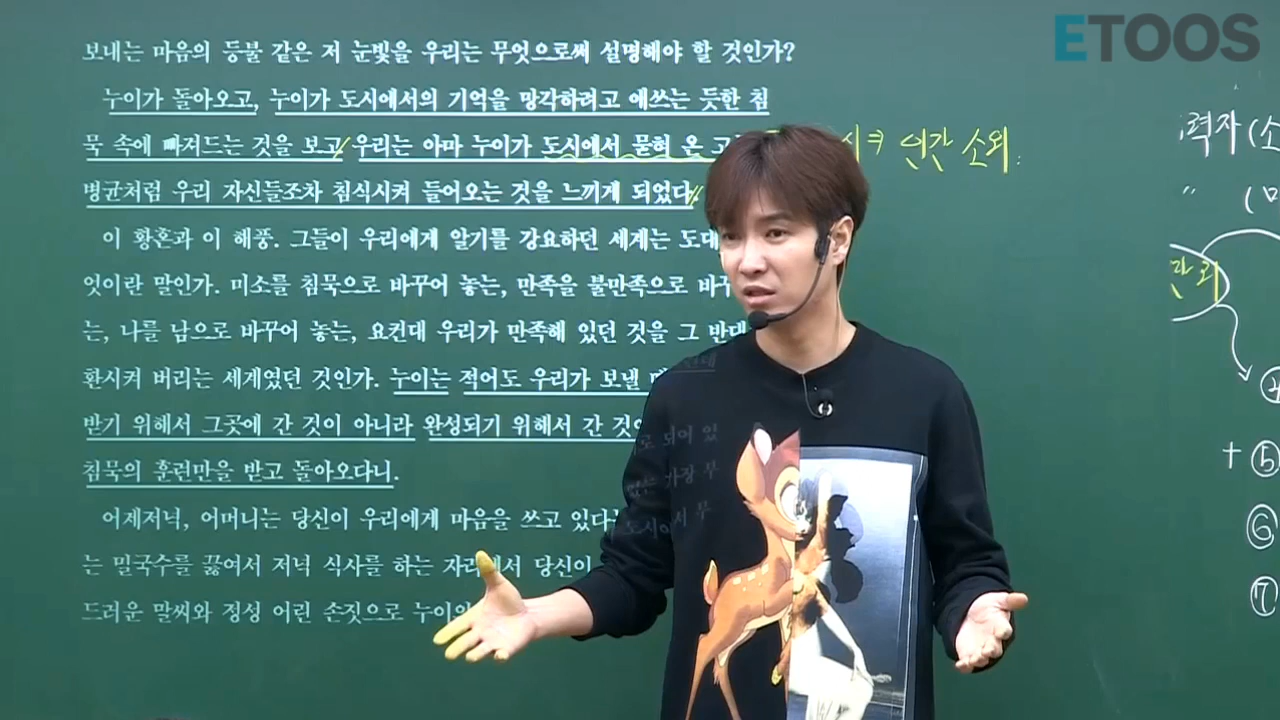 ETOOS
보내는 마음의 등불 같은 저 눈빛을 우리는 무엇으로써 설명해야 할 것인가?
누이가 돌아오고, 누이가 도시에서의 기억을 망각하려고 애쓰는 듯한 침
묵 속에 빠져드는 것을 보고 우리는 아마 누이가 도시에서 묻혀 온
명균처럼 우리 자신들조차 침식시켜 들어오는 것을 느끼게 되었다.
이 황혼과 이 해풍. 그들이 우리에게 알기를 강요하던 세계는
엇이란 말인가. 미소를 침묵으로 바꾸어 놓는, 만족을 불만족으로
는, 나를 남으로 바꾸어 놓는, 요컨대 우리가 만족해 있던 것을 그 반대
환시켜 버리는 세계였던 것인가. 누이는 적어도 우리가 보낼
받기 위해서 그곳에 간 것이 아니라 완성되기 위해서 간
침묵의 훈련만을 받고 돌아오다니.
어제저녁, 어머니는 당신이 우리에게 마음을 쓰고
는 밀국수를 끓여서 저녁 식사를 하는 당신이
드러운 말씨와 정성 어린 손짓으로
인간 소외
력자 (소
〃 (
+ ⑤
⑥
⑦